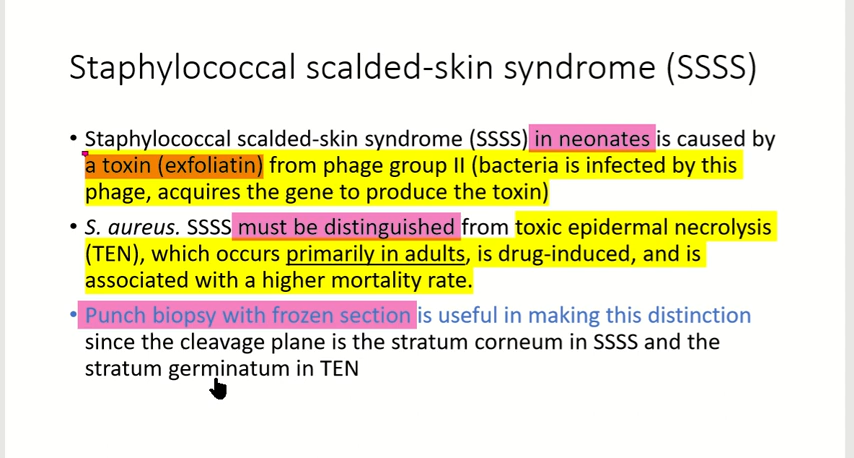 Staphylococcal scalded-skin syndrome (SSSS)
• Staphylococcal scalded-skin syndrome (SSSS) in neonates is caused by
a toxin (exfoliatin) from phage group II (bacteria is infected by this
phage, acquires the gene to produce the toxin)
• S. aureus. SSSS must be distinguished from toxic epidermal necrolysis
(TEN), which occurs primarily in adults, is drug-induced, and is
associated with a higher mortality rate.
• Punch biopsy with frozen section is useful in making this distinction
since the cleavage plane is the stratum corneum in SSSS and the
stratum germinatum in TEN